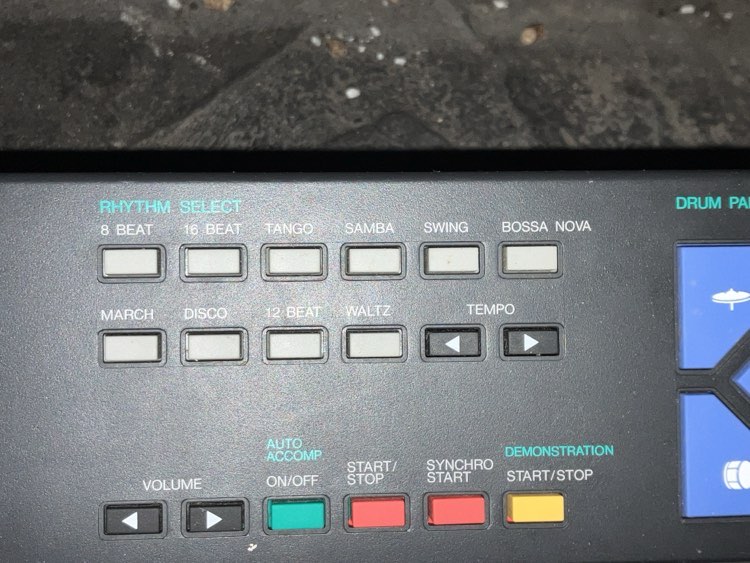 RHYTHM SELECT
DRUM
8 BEAT 16 BEAT TANGO SAMBA SWING BOSSA NOVA
MARCH DISCO 12 BEAT WALTZ TEMPO
AUTO
ACCOMP.
DEMONSTRATION
VOLUME
ON/OFF
START/
STOP
SYNCHRO
START
START/STOP